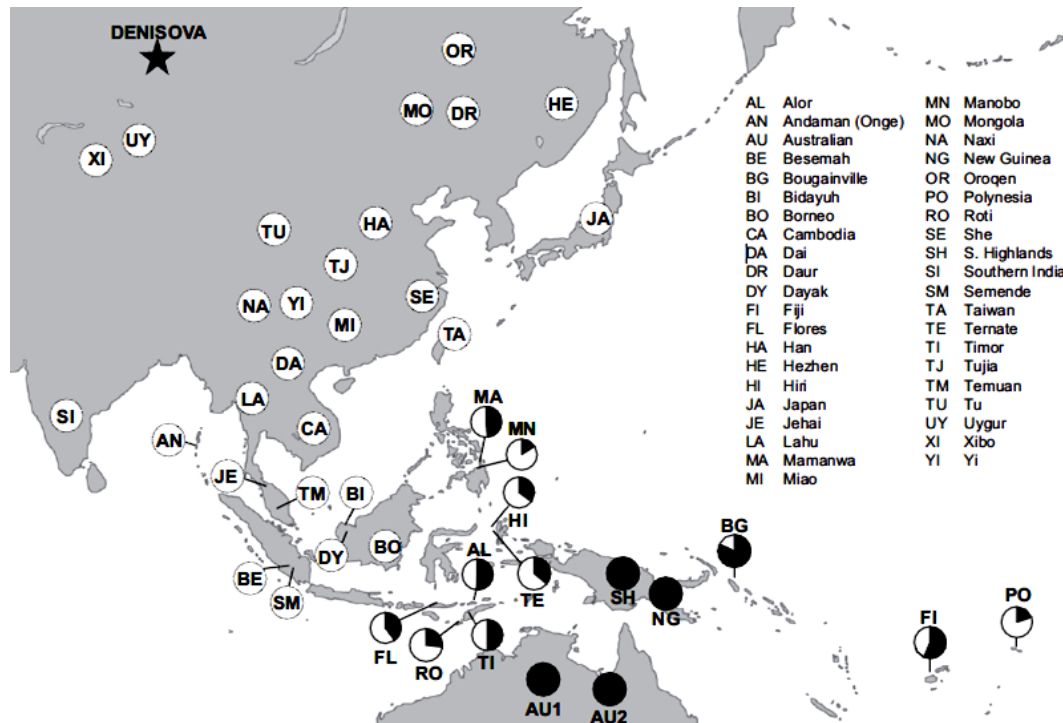 DENISOVA
OR
MO
DR
HE
UY
XI
TU
HA
JA
TJ
NA
YI
SE
MI
TA
DA
LA
SI
CA
AN
MA
MN
JE
TM
BI
HI
BG
DY
BO
AL
BE
SM
TE
SH
NG
PO
FI
FL
RO
TI
AU1
AU2
AL Alor
AN Andaman (Onge)
AU Australian
BE Besemah
BG Bougainville
BI Bidayuh
BO Borneo
CA Cambodia
DA Dai
DR Daur
DY Dayak
FI Fiji
FL Flores
HA Han
HE Hezhen
HI Hiri
JA Japan
JE Jehai
LA Lahu
MA Mamanwa
MI Miao
MN Manobo
MO Mongola
NA Naxi
NG New Guinea
OR Oroqen
PO Polynesia
RO Roti
SE She
SH S. Highlands
SI Southern India
SM Semende
TA Taiwan
TE Ternate
TI Timor
TJ Tujia
TM Temuan
TU Tu
UY Uygur
XI Xibo
YI Yi